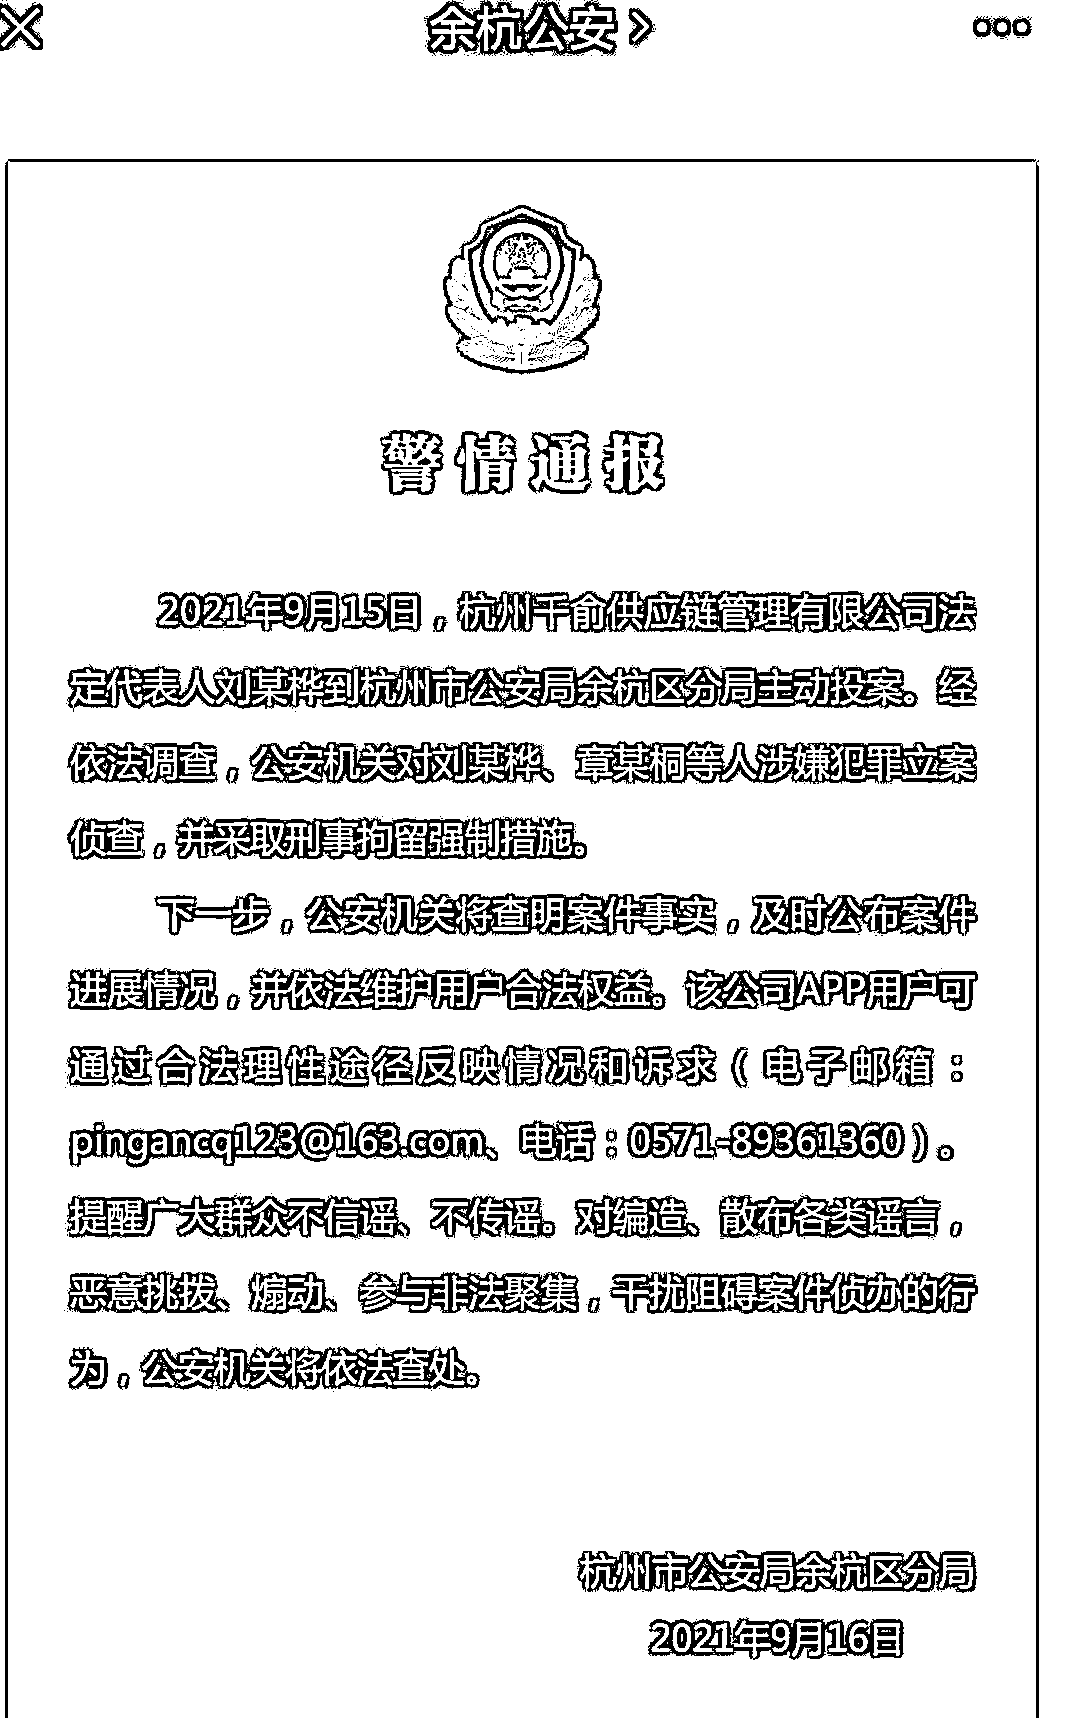 余杭公安
警情通报
2021年9月15日，杭州千俞供应链管理有限公司法
定代表人刘某桦到杭州市公安局余杭区分局主动投案。经
依法调查，公安机关对刘某桦、章某桐等人涉嫌犯罪立案
侦查，并采取刑事拘留强制措施。
下一步，公安机关将查明案件事实，及时公布案件
进展情况，并依法维护用户合法权益。该公司APP用户可
通过合法理性途径反映情况和诉求（电子邮箱：
pingancq123@163.com、电话：0571-89361360）。
提醒广大群众不信谣、不传谣。对编造、散布各类谣言，
恶意挑拨、煽动、参与非法聚集，干扰阻碍案件侦办的行
为，公安机关将依法查处。
杭州市公安局余杭区分局
2021年9月16日